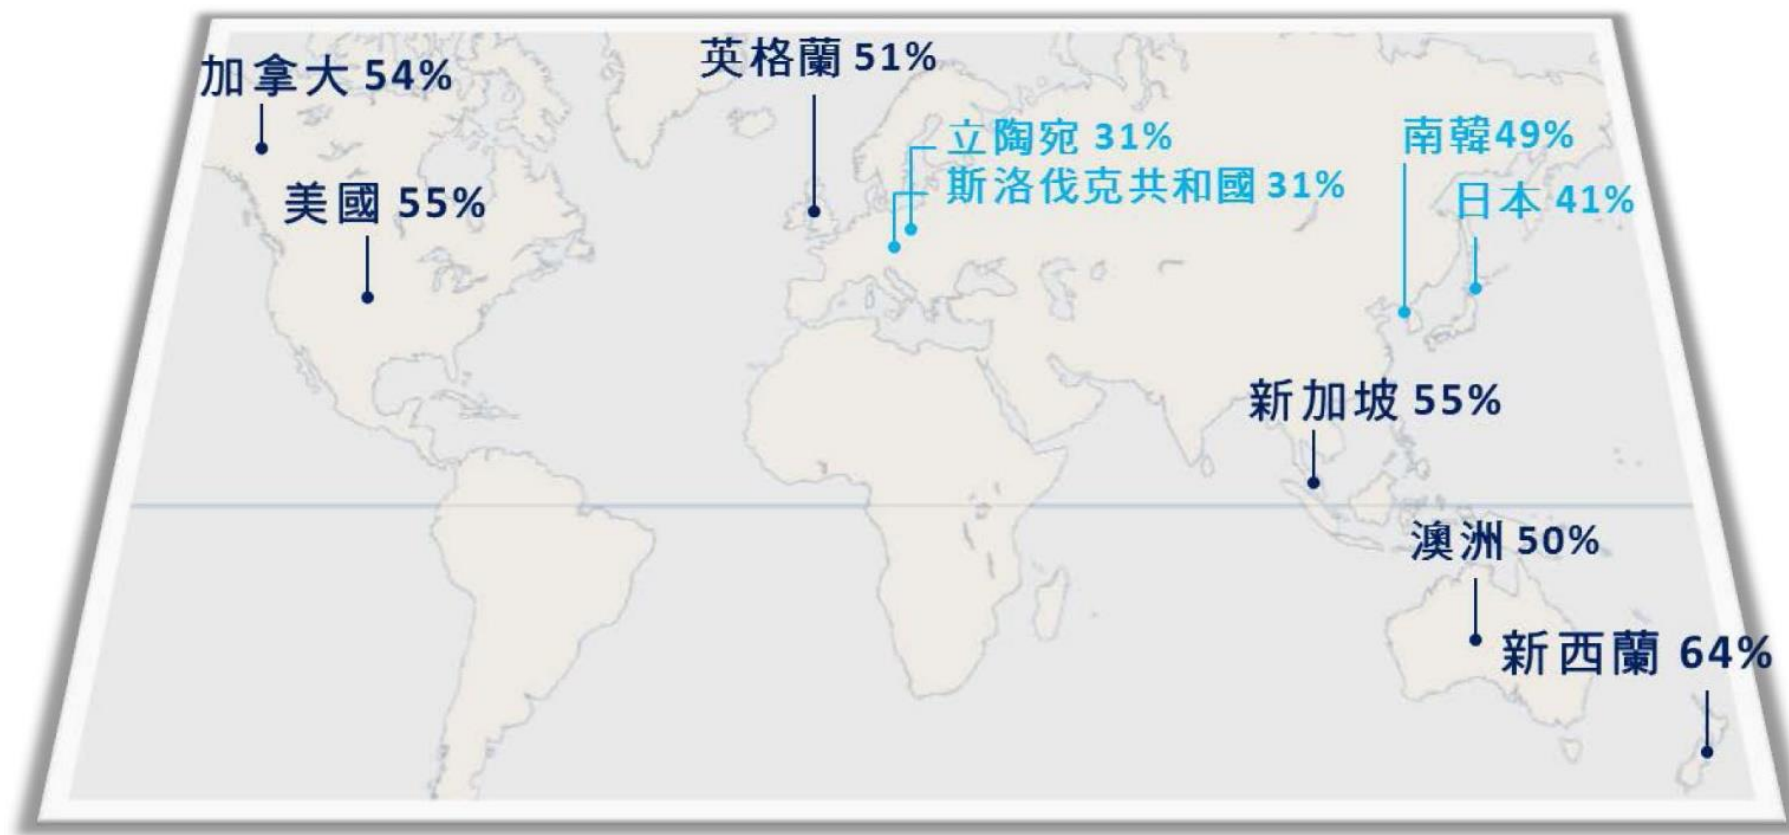 英格蘭 51%
加拿大 54%
立陶宛 31%
南韓49%
斯洛伐克共和國 31%
美國 55%
日本 41%
新加坡 55%
澳洲 50%
新西蘭 64%